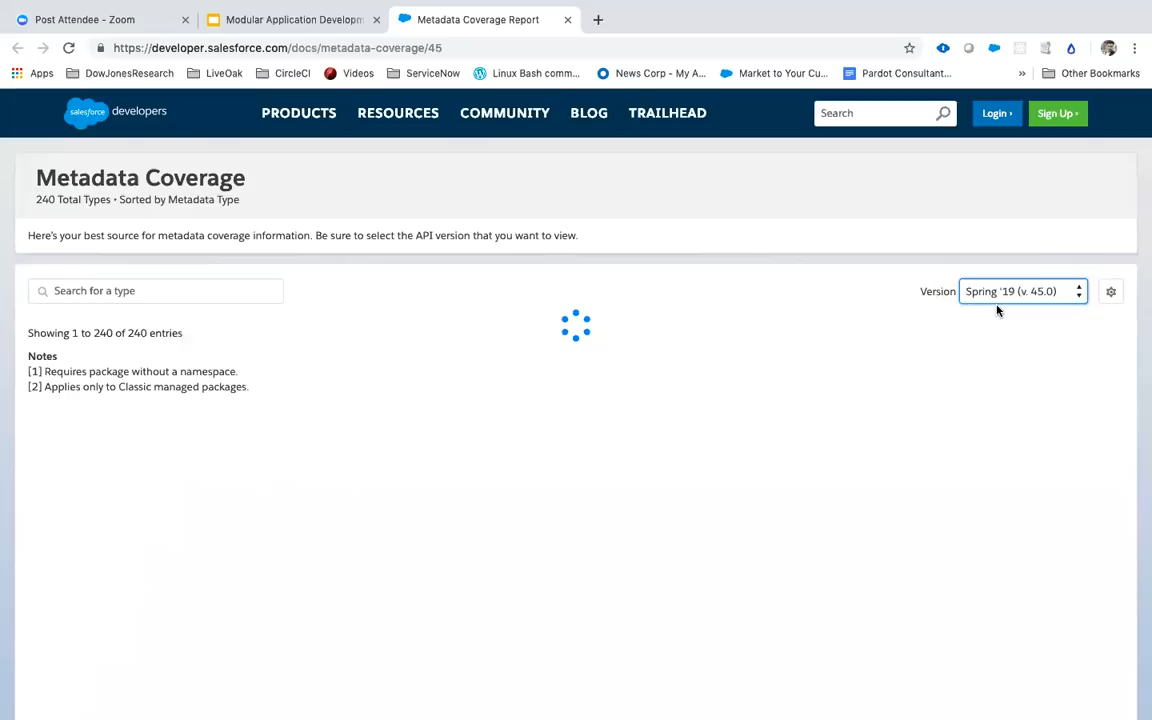 Post Attendee - Zoom
Modular Application Developm
Metadata Coverage Report
https://developer.salesforce.com/docs/metadata-coverage/45
Apps
DowJonesResearch
LiveOak
CircleCI
Videos
ServiceNow
Linux Bash comm...
News Corp - My A...
Market to Your Cu...
Pardot Consultant...
»
Other Bookmarks
salesforce developers
PRODUCTS
RESOURCES
COMMUNITY
BLOG
TRAILHEAD
Search
Login ›
Sign Up ›
Metadata Coverage
240 Total Types • Sorted by Metadata Type
Here's your best source for metadata coverage information. Be sure to select the API version that you want to view.
Search for a type
Version
Spring '19 (v. 45.0)
Showing 1 to 240 of 240 entries
Notes
[1] Requires package without a namespace.
[2] Applies only to Classic managed packages.